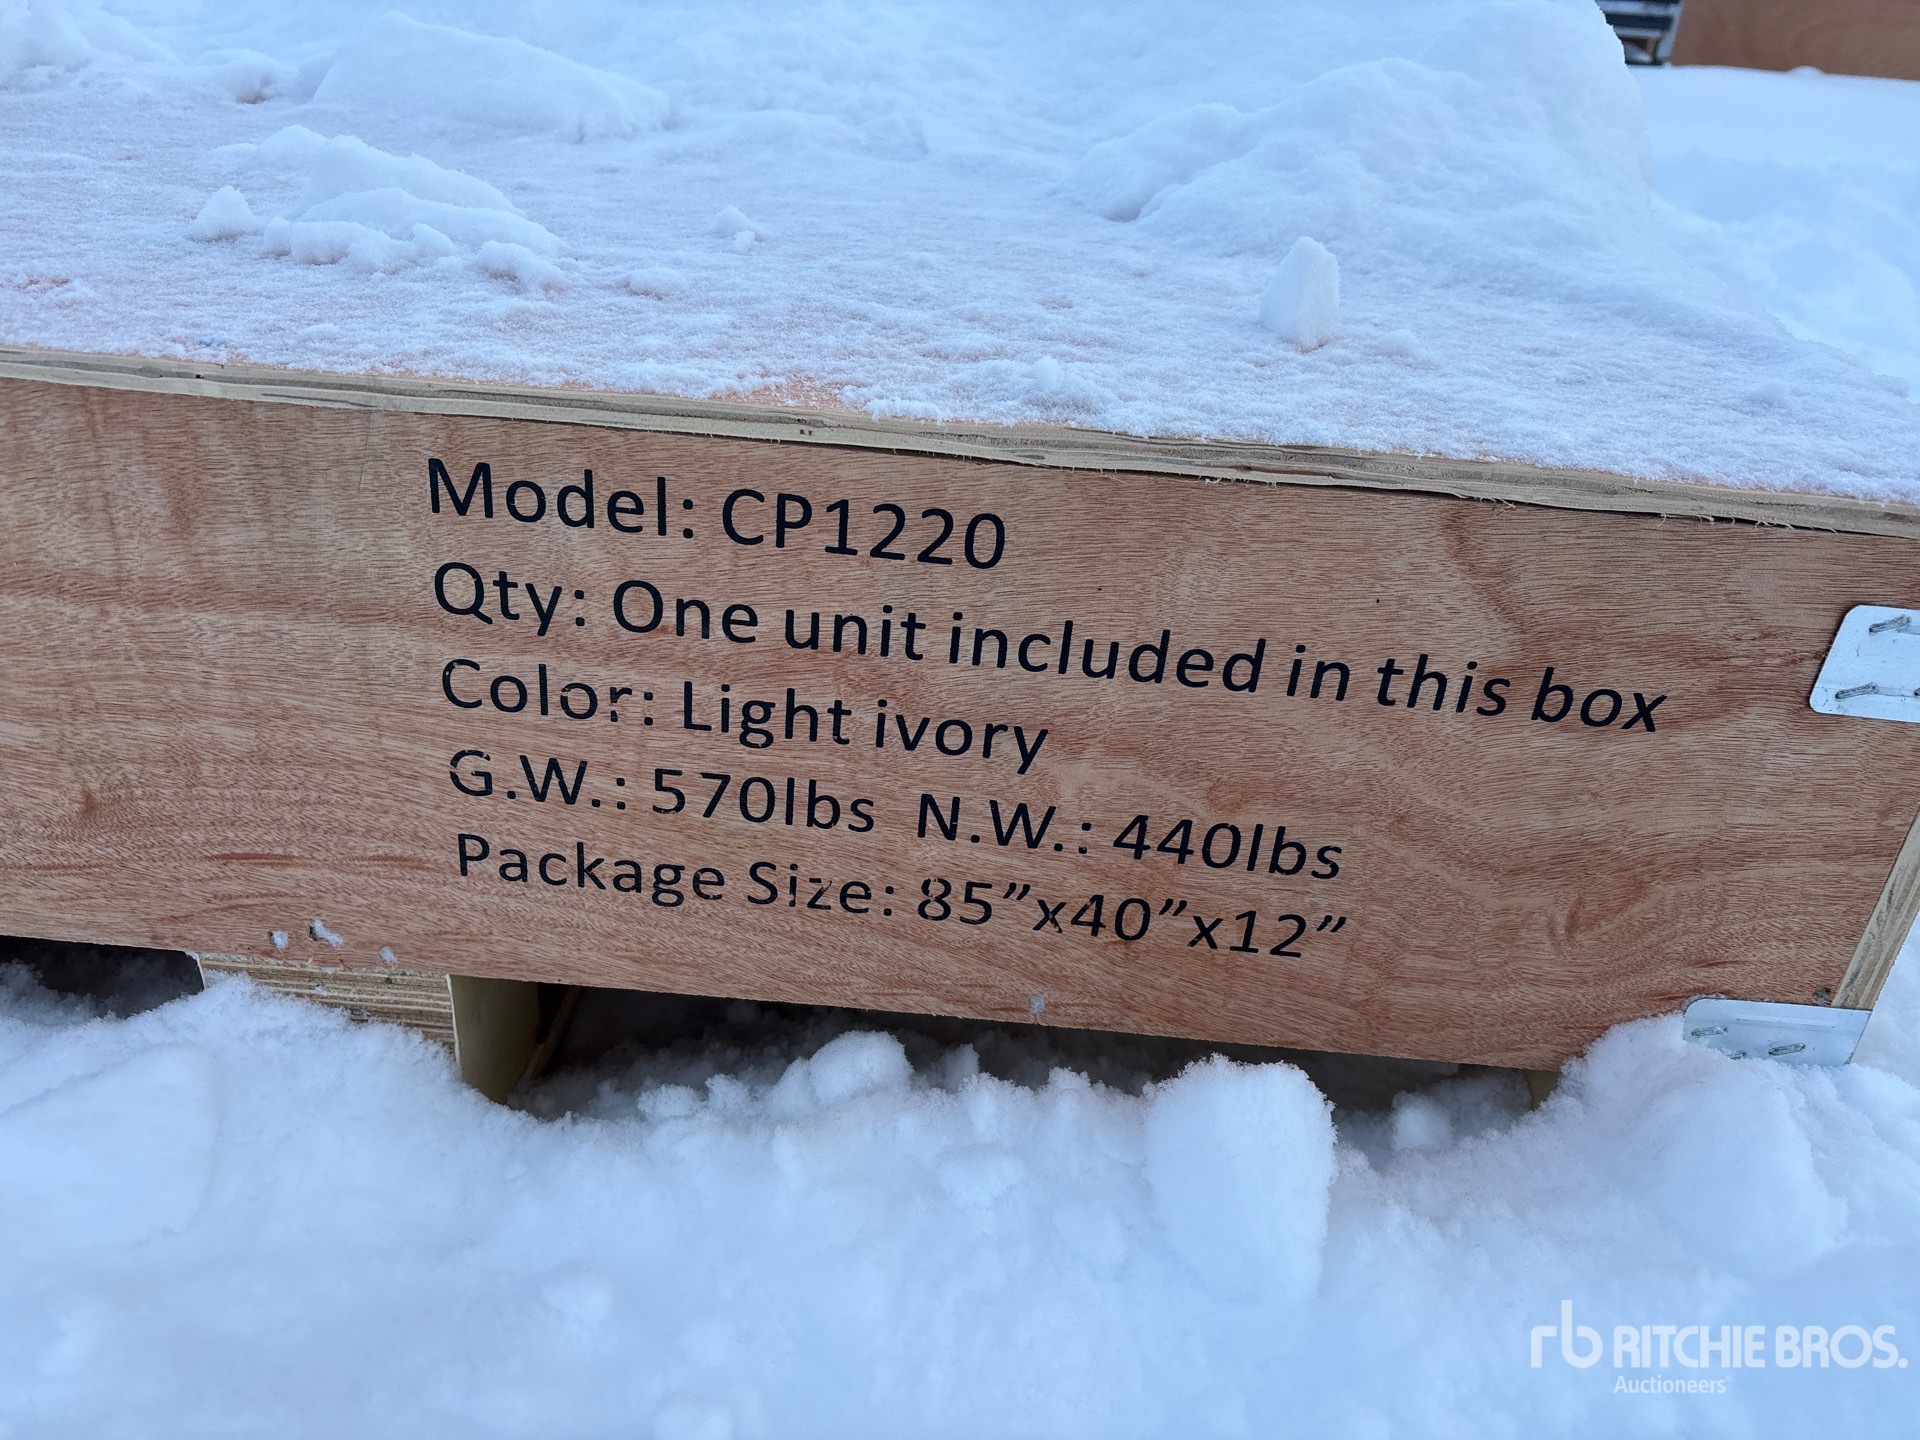 Model: CP1220
Qty: One unit included in this box
Color: Light ivory
G.W.: 570lbs N.W.: 440lbs
Package Size: 85”x40”x12”
rb RITCHIE BROS.
Auctioneers